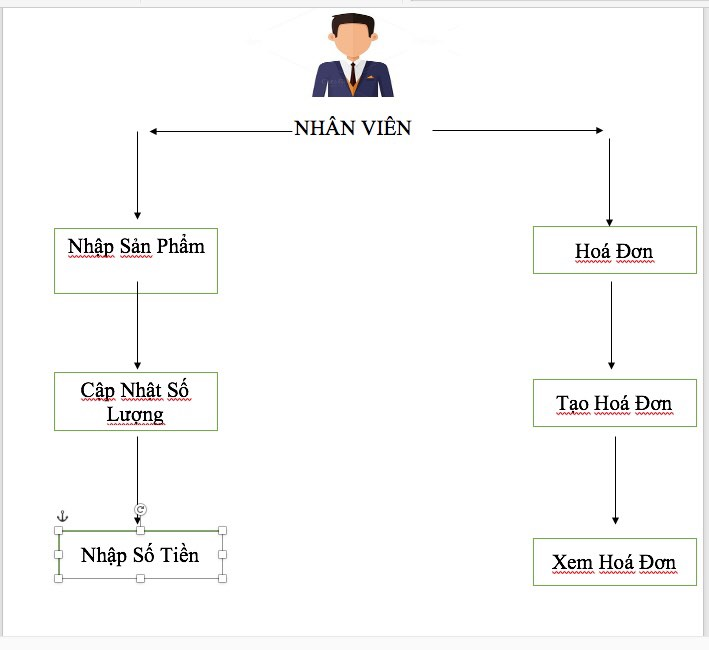 NHÂN VIÊN
Nhập Sản Phẩm
Cập Nhật Số
Lượng
Nhập Số Tiền
Hoá Đơn
Tạo Hoá Đơn
Xem Hoá Đơn